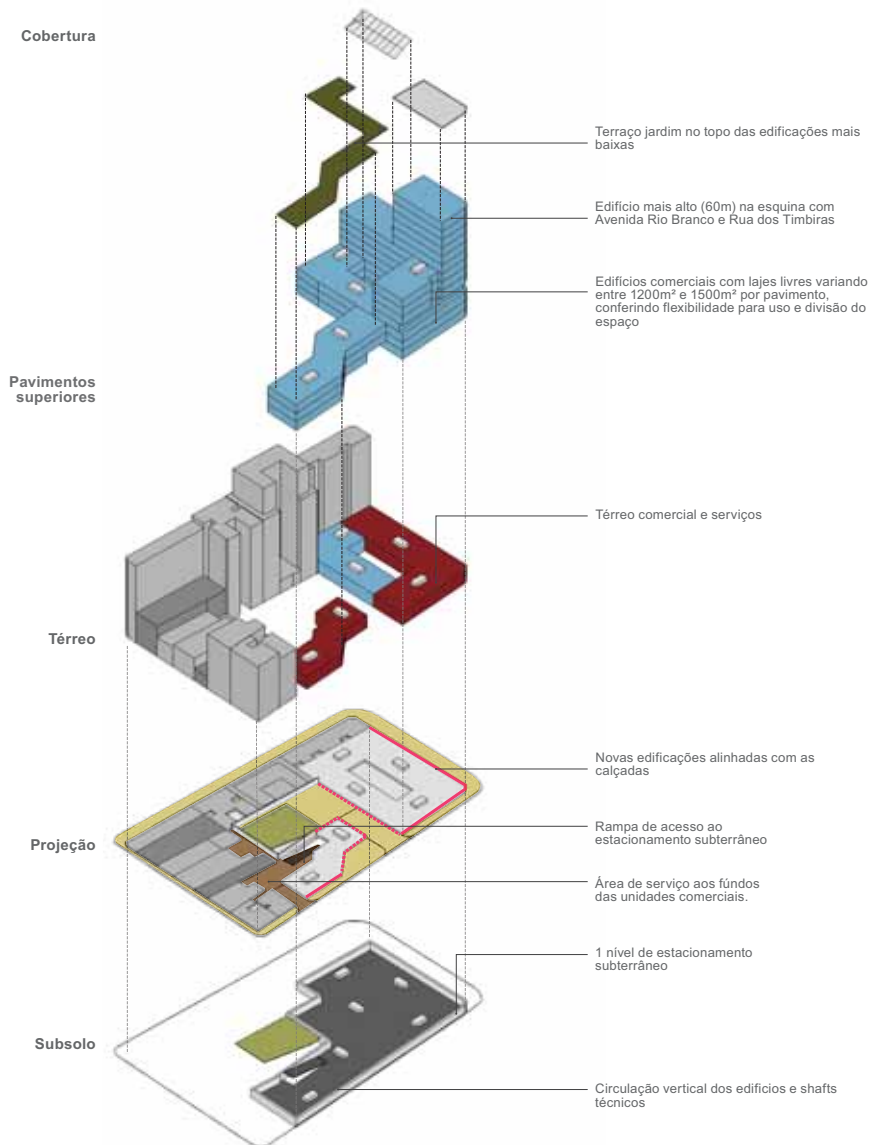 Cobertura
Terraço jardim no topo das edificações mais
baixas
Edifício mais alto (60m) na esquina com
Avenida Rio Branco e Rua dos Timbiras
Edifícios comerciais com lajes livres variando
entre 1200m² e 1500m² por pavimento,
conferindo flexibilidade para uso e divisão do
espaço
Pavimentos
superiores
Térreo comercial e serviços
Térreo
Novas edificações alinhadas com as
calçadas
Rampa de acesso ao
estacionamento subterrâneo
Projeção
Área de serviço aos fúndos
das unidades comerciais.
1 nível de estacionamento
subterrâneo
Subsolo
Circulação vertical dos edificios e shafts
técnicos